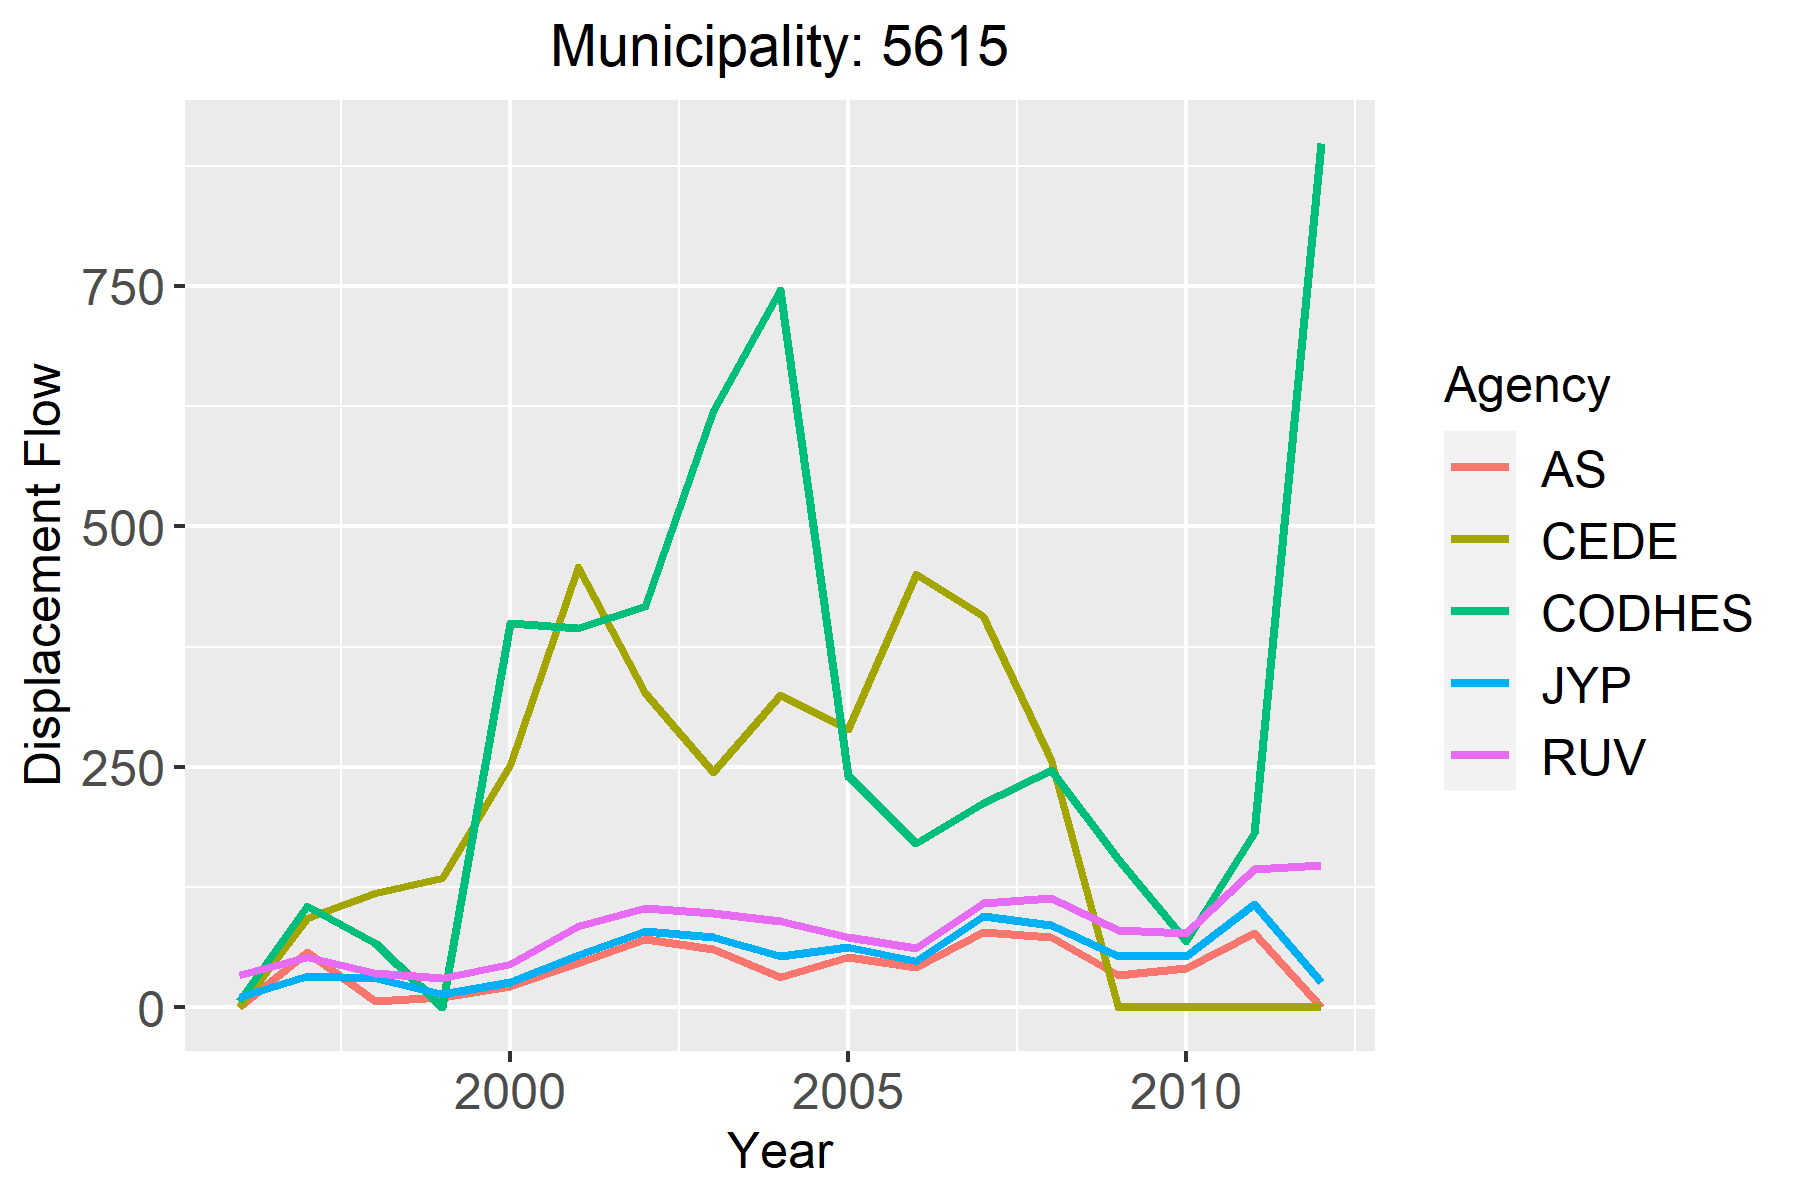 Municipality: 5615
Displacement Flow
750
500
250
0
2000 2005 2010
Year
Agency
AS
CEDE
CODHES
JYP
RUV